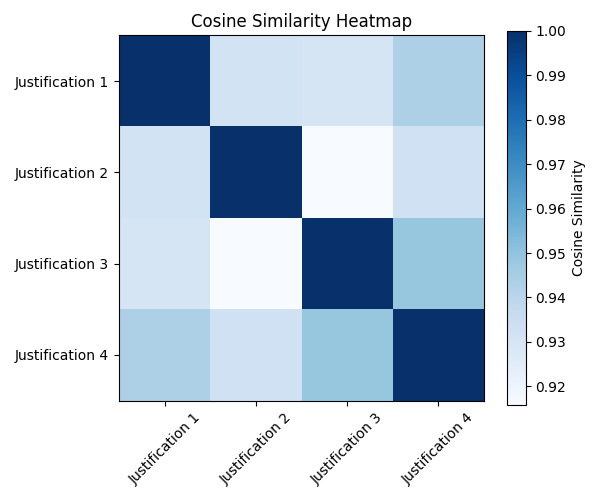 Cosine Similarity Heatmap
Justification 1
Justification 2
Justification 3
Justification 4
Justification 1
Justification 2
Justification 3
Justification 4
1.00
0.99
0.98
0.97
0.96
0.95
0.94
0.93
0.92
Cosine Similarity